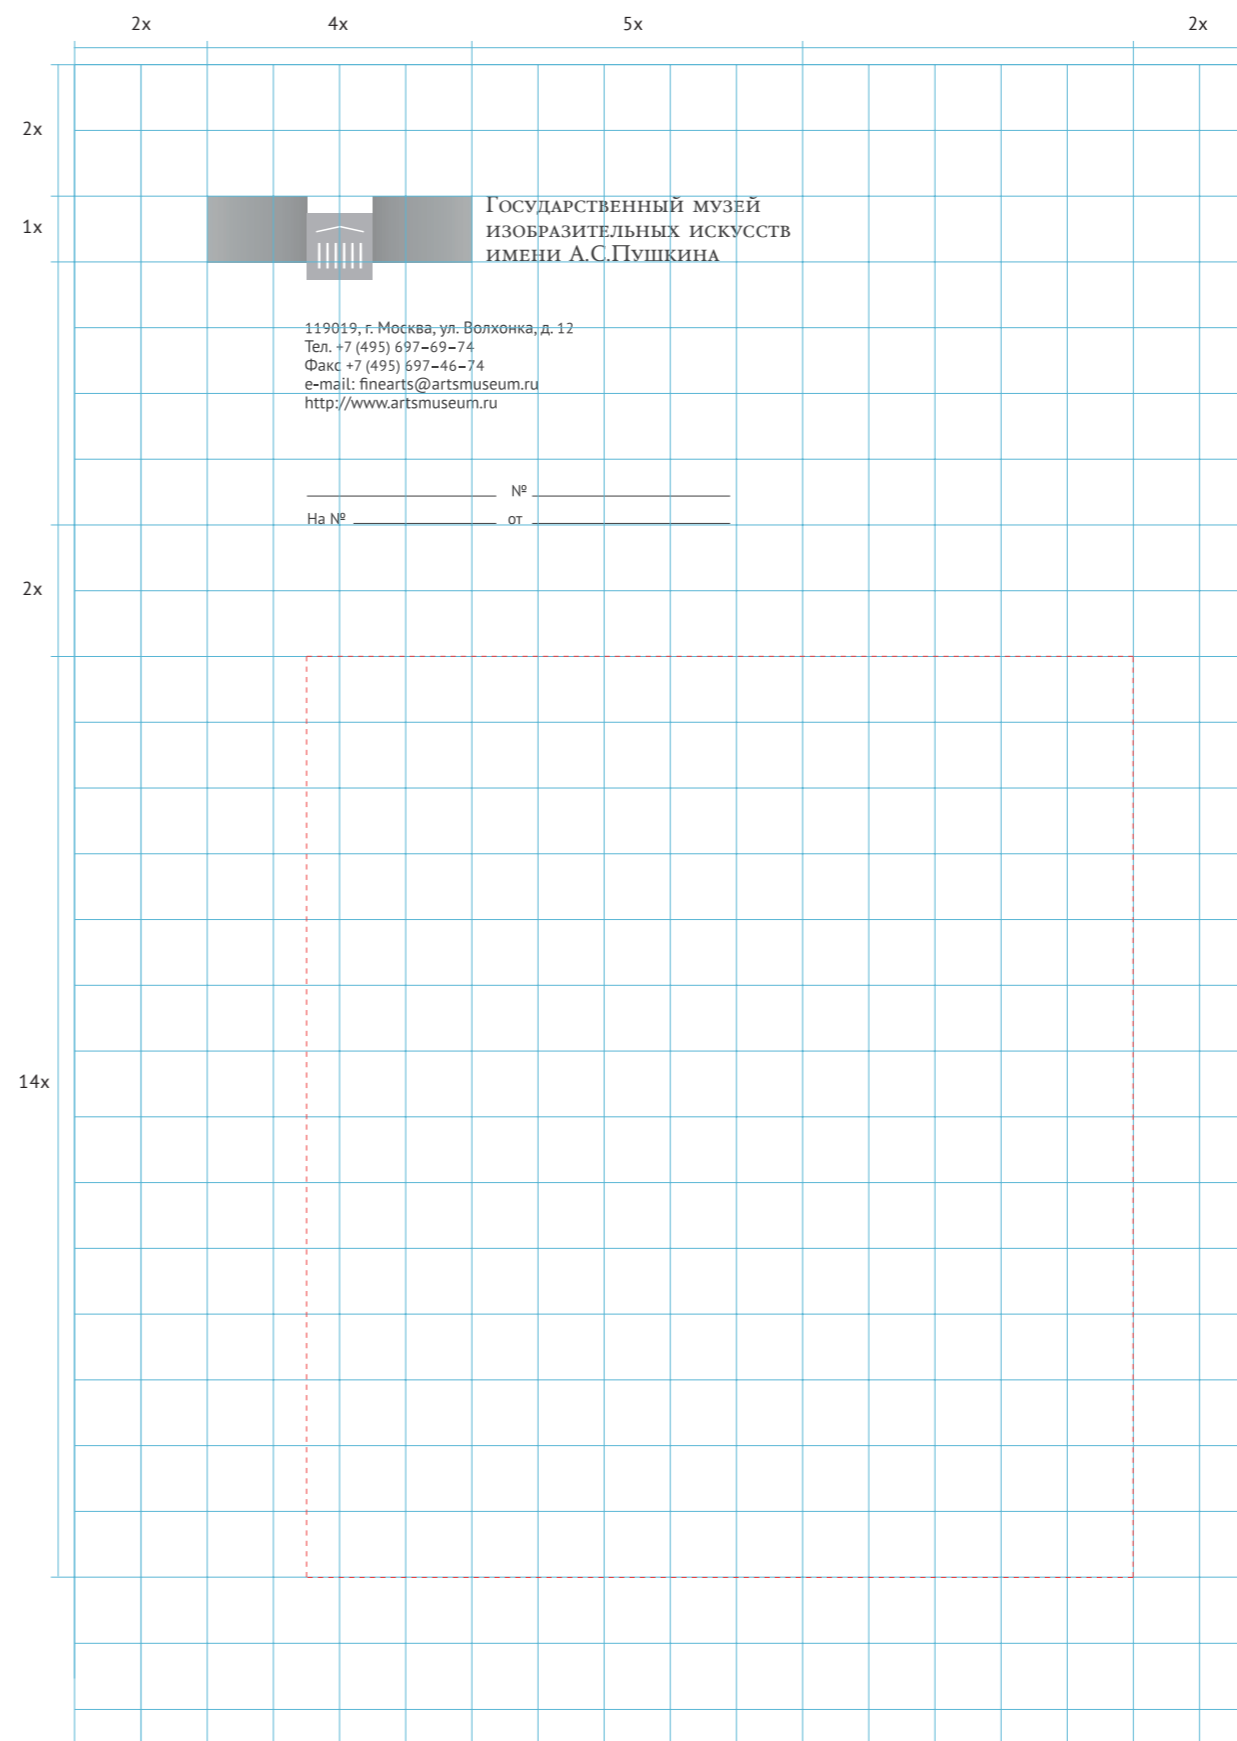 2x 4x 5x 2x
2x
1x
Государственный музей
изобразительных искусств
имени А.С.Пушкина
119019, г. Москва, ул. Волхонка, д. 12
Тел. +7 (495) 697–69–74
Факс +7 (495) 697–46–74
e-mail: finearts@artsmuseum.ru
http://www.artsmuseum.ru
№
На № от
2x
14x